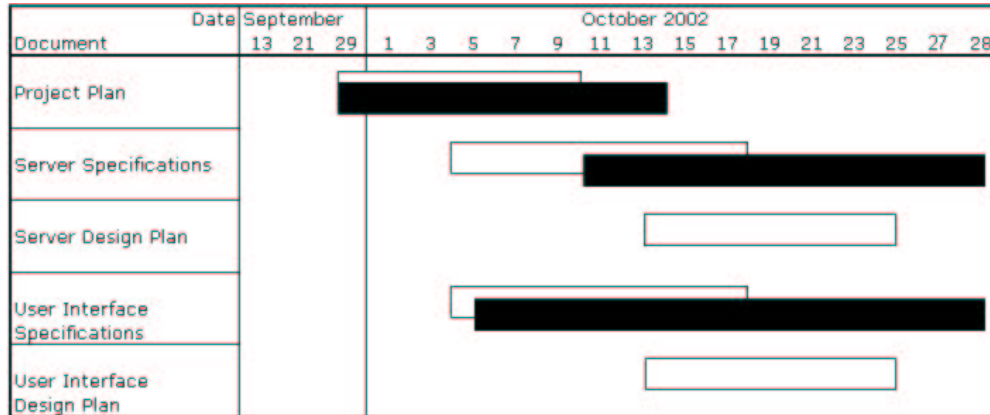 Date September October 2002
Document 13 21 29 1 3 5 7 9 11 13 15 17 19 21 23 25 27 28
Project Plan
Server Specifications
Server Design Plan
User Interface
Specifications
User Interface
Design Plan